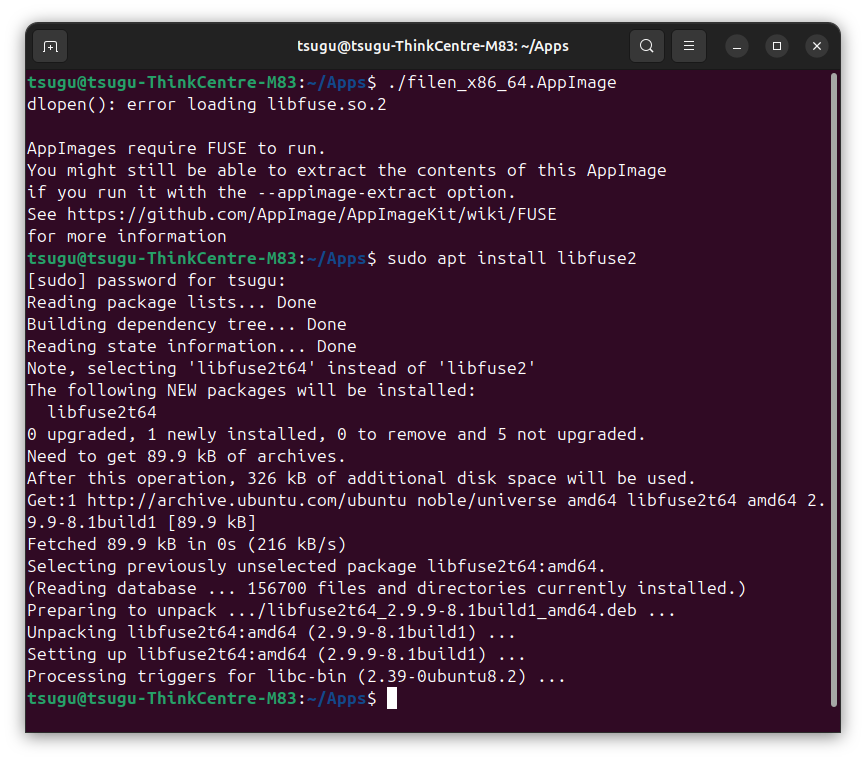 tsugu@tsugu-ThinkCentre-M83: ~/Apps
tsugu@tsugu-ThinkCentre-M83:~/Apps$ ./filen_x86_64.AppImage
dlopen(): error loading libfuse.so.2

AppImages require FUSE to run.
You might still be able to extract the contents of this AppImage
if you run it with the --appimage-extract option.
See https://github.com/AppImage/AppImageKit/wiki/FUSE
for more information
tsugu@tsugu-ThinkCentre-M83:~/Apps$ sudo apt install libfuse2
[sudo] password for tsugu:
Reading package lists... Done
Building dependency tree... Done
Reading state information... Done
Note, selecting 'libfuse2t64' instead of 'libfuse2'
The following NEW packages will be installed:
  libfuse2t64
0 upgraded, 1 newly installed, 0 to remove and 5 not upgraded.
Need to get 89.9 kB of archives.
After this operation, 326 kB of additional disk space will be used.
Get:1 http://archive.ubuntu.com/ubuntu noble/universe amd64 libfuse2t64 amd64 2.
9.9-8.1build1 [89.9 kB]
Fetched 89.9 kB in 0s (216 kB/s)
Selecting previously unselected package libfuse2t64:amd64.
(Reading database ... 156700 files and directories currently installed.)
Preparing to unpack .../libfuse2t64_2.9.9-8.1build1_amd64.deb ...
Unpacking libfuse2t64:amd64 (2.9.9-8.1build1) ...
Setting up libfuse2t64:amd64 (2.9.9-8.1build1) ...
Processing triggers for libc-bin (2.39-0ubuntu8.2) ...
tsugu@tsugu-ThinkCentre-M83:~/Apps$